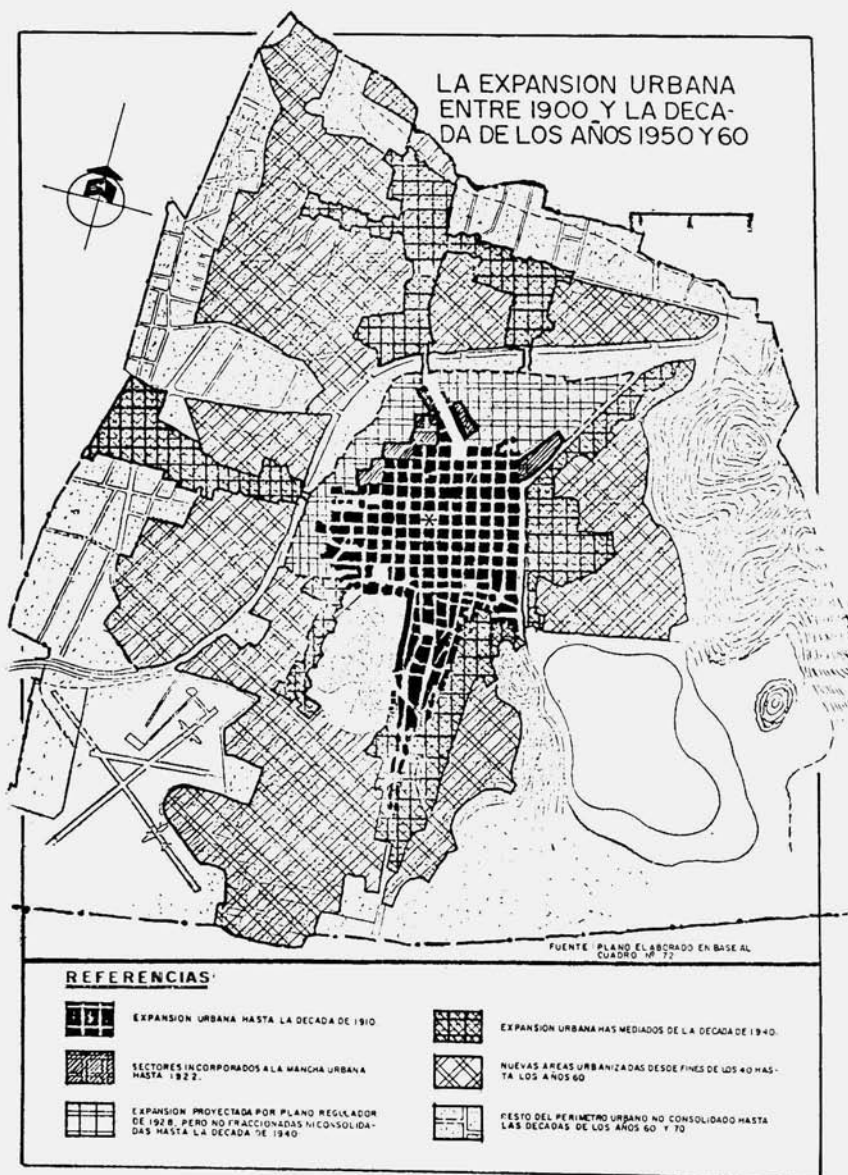 LA EXPANSION URBANA
ENTRE 1900 Y LA DECA-
DA DE LOS AÑOS 1950 Y 60
FUENTE: PLANO ELABORADO EN BASE AL
CUADRO Nº 72
REFERENCIAS:
EXPANSION URBANA HASTA LA DECADA DE 1910
SECTORES INCORPORADOS A LA MANCHA URBANA
HASTA 1922.
EXPANSION PROYECTADA POR PLANO REGULADOR
DE 1928, PERO NO FRACCIONADAS NI CONSOLIDA-
DAS HASTA LA DECADA DE 1940
EXPANSION URBANA HAS MEDIADOS DE LA DECADA DE 1940.
NUEVAS AREAS URBANIZADAS DESDE FINES DE LOS 40 HAS-
TA LOS AÑOS 60
RESTO DEL PERIMETRO URBANO NO CONSOLIDADO HASTA
LAS DECADAS DE LOS AÑOS 60 Y 70